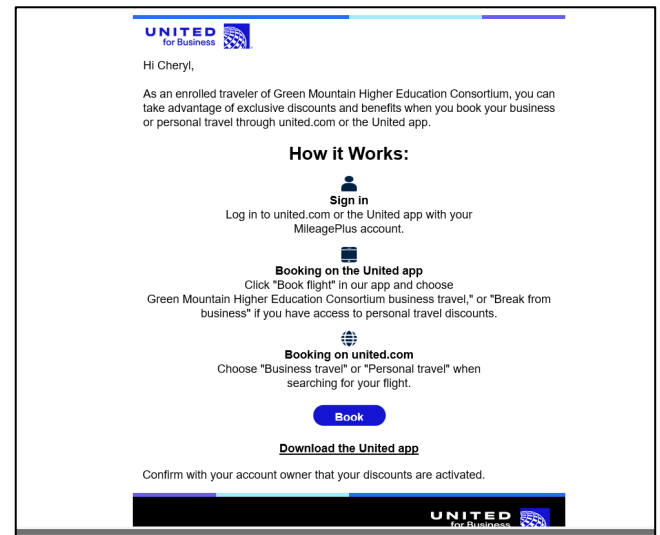 UNITED
for Business
Hi Cheryl,
As an enrolled traveler of Green Mountain Higher Education Consortium, you can
take advantage of exclusive discounts and benefits when you book your business
or personal travel through united.com or the United app.
How it Works:
Sign in
Log in to united.com or the United app with your
MileagePlus account.
Booking on the United app
Click "Book flight" in our app and choose
Green Mountain Higher Education Consortium business travel," or "Break from
business" if you have access to personal travel discounts.
Booking on united.com
Choose "Business travel" or "Personal travel" when
searching for your flight.
Book
Download the United app
Confirm with your account owner that your discounts are activated.
UNITED
for Business